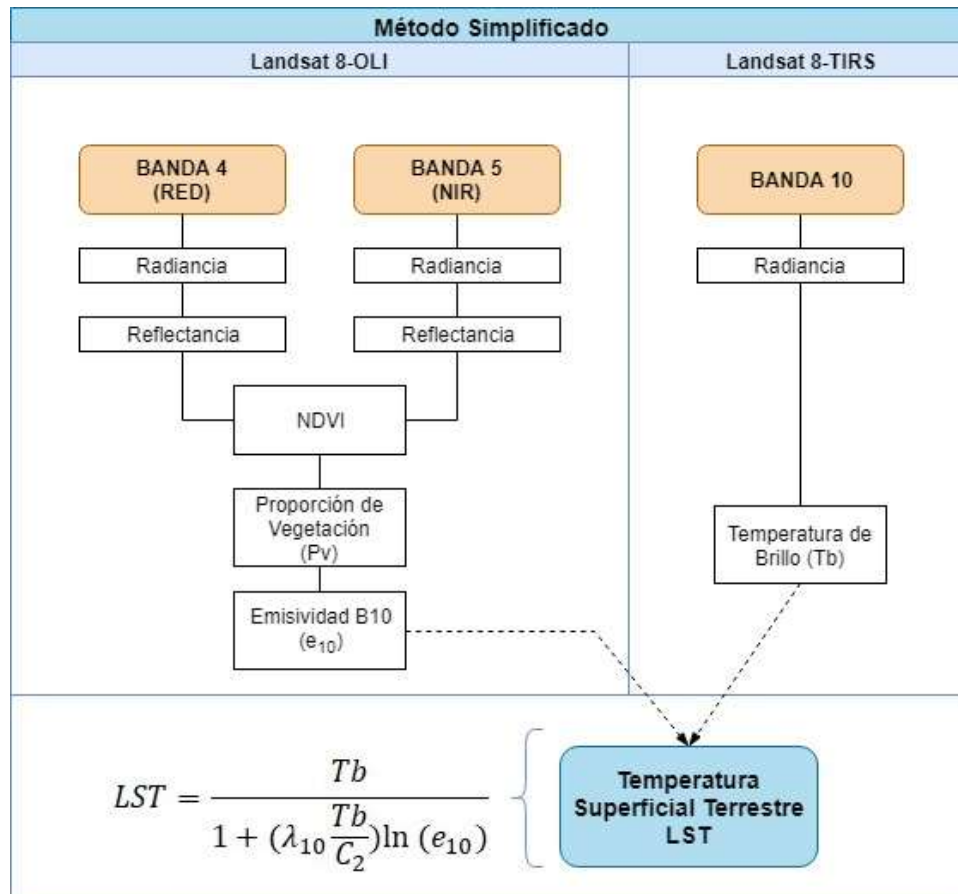 Método Simplificado
Landsat 8-OLI
Landsat 8-TIRS
BANDA 4
(RED)
BANDA 5
(NIR)
BANDA 10
Radiancia
Radiancia
Radiancia
Reflectancia
Reflectancia
NDVI
Proporción de
Vegetación
(Pv)
Temperatura de
Brillo (Tb)
Emisividad B10
(e₁₀)
LST = Tb / (1 + (λ₁₀ Tb/C₂)ln (e₁₀))
Temperatura
Superficial Terrestre
LST